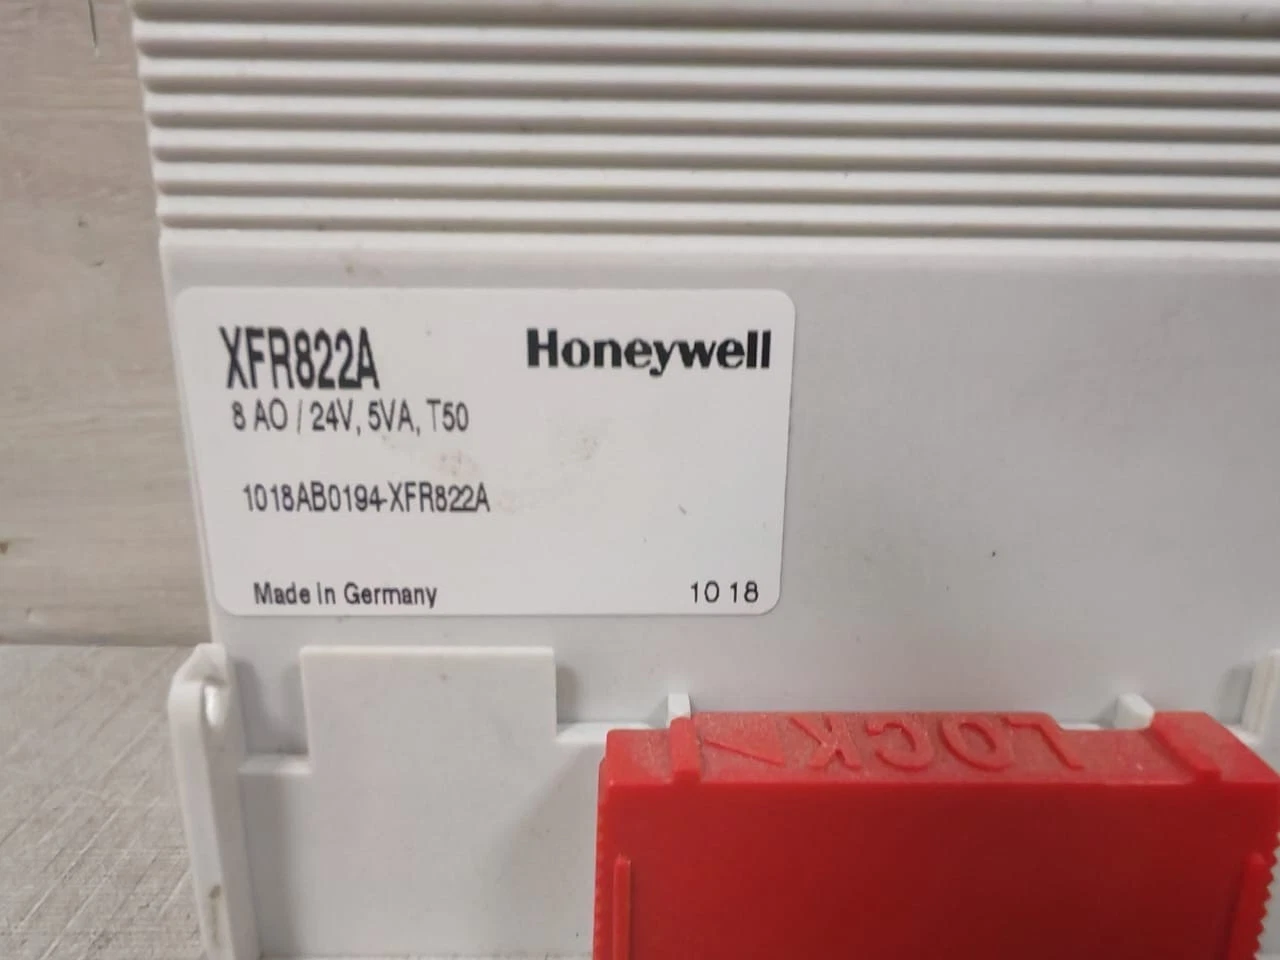 XFR822A
Honeywell
8 AO / 24V, 5VA, T50
1018AB0194-XFR822A
Made in Germany
10 18
LOCK